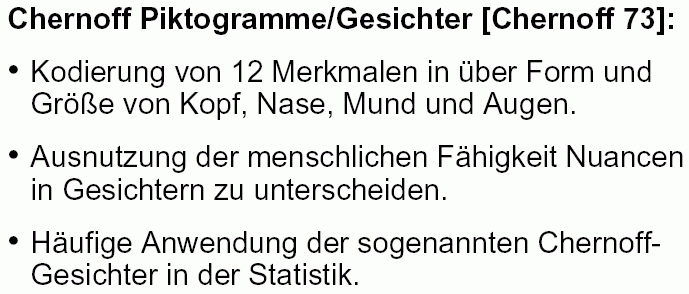 Chernoff Piktogramme/Gesichter [Chernoff 73]:
• Kodierung von 12 Merkmalen in über Form und
Größe von Kopf, Nase, Mund und Augen.
• Ausnutzung der menschlichen Fähigkeit Nuancen
in Gesichtern zu unterscheiden.
• Häufige Anwendung der sogenannten Chernoff-
Gesichter in der Statistik.